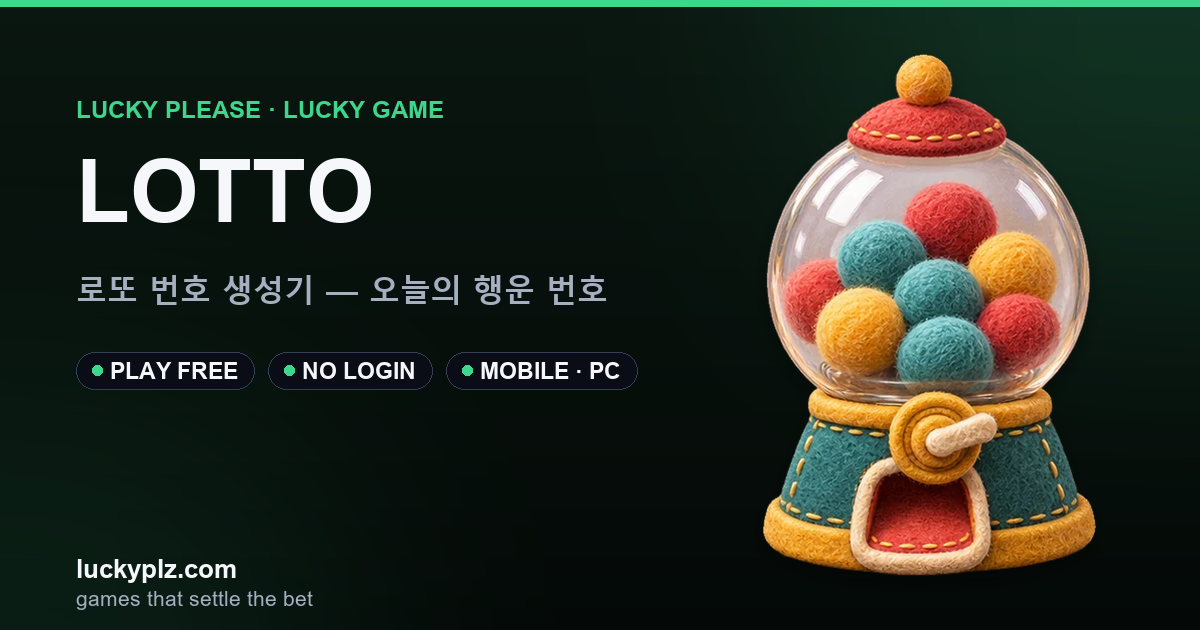 LUCKY PLEASE · LUCKY GAME
LOTTO
로또 번호 생성기 — 오늘의 행운 번호
PLAY FREE
NO LOGIN
MOBILE · PC
luckyplz.com
games that settle the bet